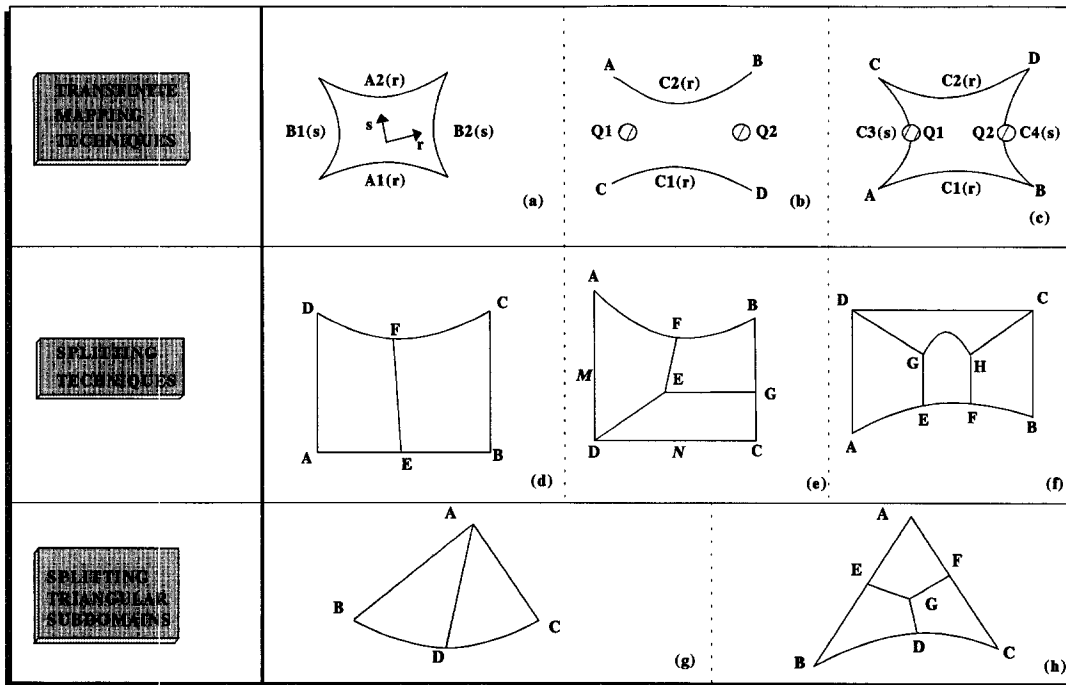 TRANSFINITE
MAPPING
TECHNIQUES
A2(r)
B1(s)
s
r
B2(s)
A1(r)
(a)
A
B
C2(r)
Q1
Q2
C
C1(r)
D
(b)
C
D
C2(r)
C3(s)
Q1
Q2
C4(s)
A
C1(r)
B
(c)
SPLITTING
TECHNIQUES
D
F
C
A
E
B
(d)
A
F
B
M
E
G
D
N
C
(e)
D
C
G
H
E
F
A
B
(f)
SPLITTING
TRIANGULAR
SUBDOMAINS
A
B
C
D
(g)
A
E
F
G
B
D
C
(h)